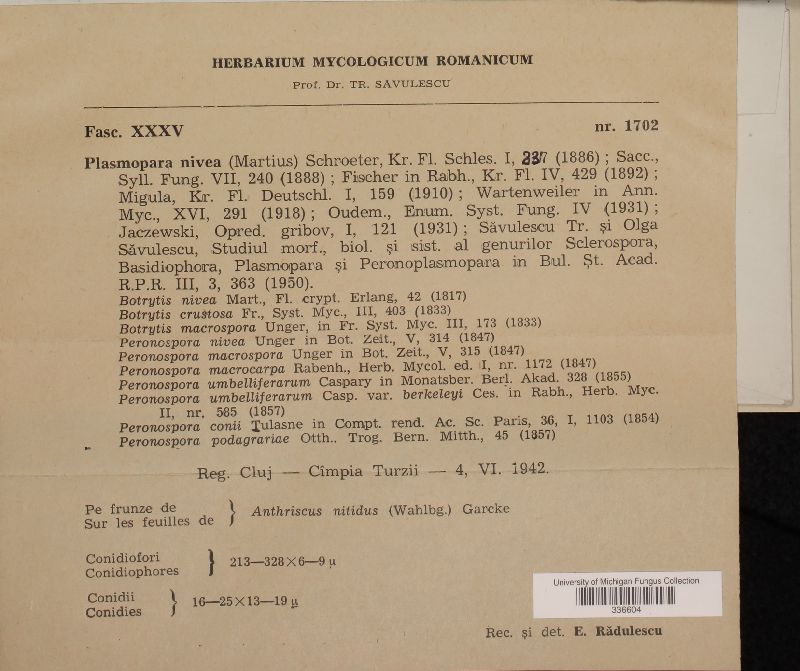 HERBARIUM MYCOLOGICUM ROMANICUM
Prof. Dr. TR. SAVULESCU
Fasc. XXXV nr. 1702
Plasmopara nivea (Martius) Schroeter, Kr. Fl. Schles. I, 237 (1886) ; Sacc.,
Syll. Fung. VII, 240 (1888) ; Fischer in Rabh., Kr. Fl. IV, 429 (1892) ;
Migula, Kr. Fl. Deutschl. I, 159 (1910) ; Wartenweiler in Ann.
Myc., XVI, 291 (1918) ; Oudem., Enum. Syst. Fung. IV (1931) ;
Jaczewski, Opred. gribov, I, 121 (1931) ; Săvulescu Tr. și Olga
Săvulescu, Studiul morf., biol. și sist. al genurilor Sclerospora,
Basidiophora, Plasmopara și Peronoplasmopara in Bul. Șt. Acad.
R.P.R. III, 3, 363 (1950).
Botrytis nivea Mart., Fl. crypt. Erlang, 42 (1817)
Botrytis crustosa Fr., Syst. Myc., III, 403 (1833)
Botrytis macrospora Unger, in Fr. Syst. Myc. III, 173 (1833)
Peronospora nivea Unger in Bot. Zeit., V, 314 (1847)
Peronospora macrospora Unger in Bot. Zeit., V, 315 (1847)
Peronospora macrocarpa Rabenh., Herb. Mycol. ed. I, nr. 1172 (1847)
Peronospora umbelliferarum Caspary in Monatsber. Berl. Akad. 328 (1855)
Peronospora umbelliferarum Casp. var. berkeleyi Ces. in Rabh., Herb. Myc.
II, nr. 585 (1857)
Peronospora conii Tulasne in Compt. rend. Ac. Sc. Paris, 36, I, 1103 (1854)
Peronospora podagrariae Otth., Trog. Bern. Mitth., 45 (1857)
Reg. Cluj — Cîmpia Turzii — 4, VI. 1942.
Pe frunze de
Sur les feuilles de } Anthriscus nitidus (Wahlbg.) Garcke
Conidiofori
Conidiophores } 213—328×6—9 µ
Conidii
Conidies } 16—25×13—19 µ
University of Michigan Fungus Collection
336604
Rec. și det. E. Rădulescu